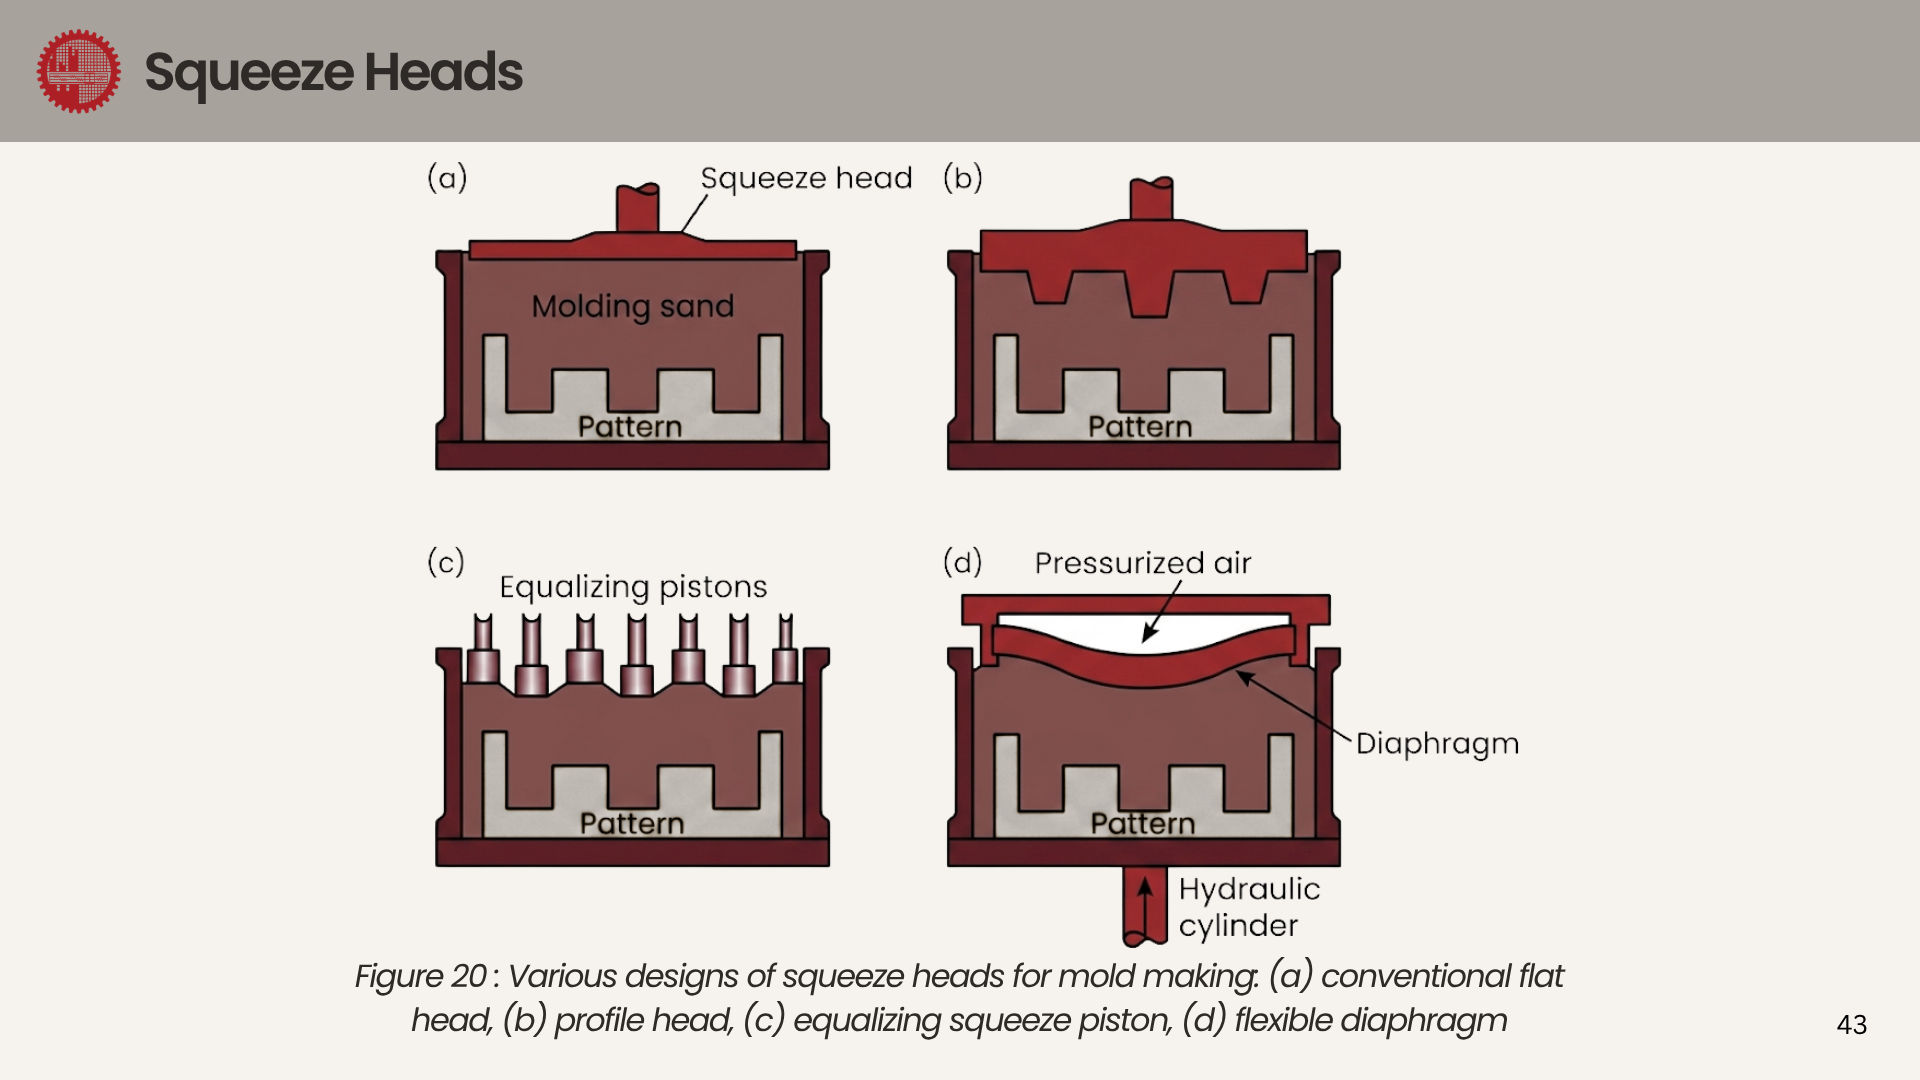 Squeeze Heads
(a)
Squeeze head
Molding sand
Pattern
(b)
Pattern
(c)
Equalizing pistons
Pattern
(d)
Pressurized air
Diaphragm
Pattern
Hydraulic
cylinder
Figure 20 : Various designs of squeeze heads for mold making: (a) conventional flat
head, (b) profile head, (c) equalizing squeeze piston, (d) flexible diaphragm
43